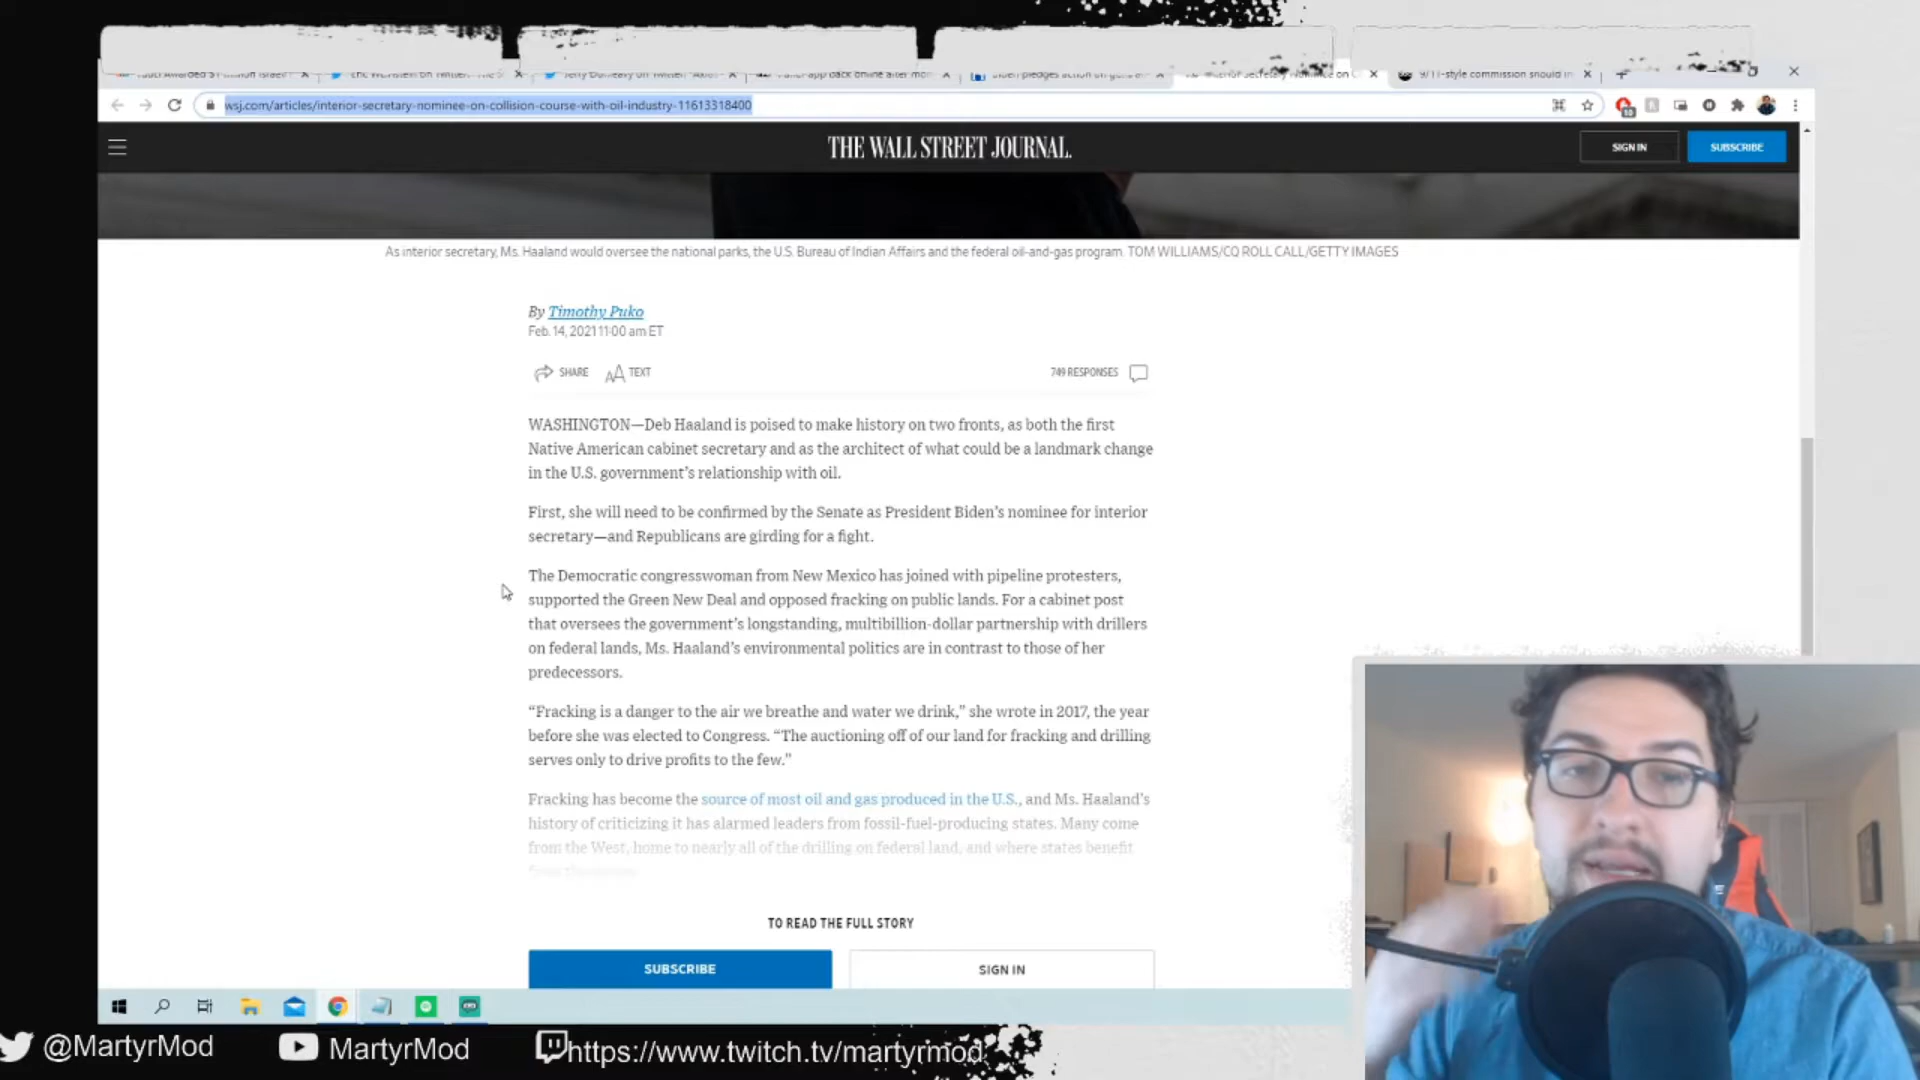 wsj.com/articles/interior-secretary-nominee-on-collision-course-with-oil-industry-11613318400
THE WALL STREET JOURNAL.
SIGN IN
SUBSCRIBE
As interior secretary, Ms. Haaland would oversee the national parks, the U.S. Bureau of Indian Affairs and the federal oil-and-gas program. TOM WILLIAMS/CQ ROLL CALL/GETTY IMAGES
By Timothy Puko
Feb. 14, 2021 11:00 am ET
SHARE
TEXT
749 RESPONSES
WASHINGTON—Deb Haaland is poised to make history on two fronts, as both the first
Native American cabinet secretary and as the architect of what could be a landmark change
in the U.S. government's relationship with oil.
First, she will need to be confirmed by the Senate as President Biden's nominee for interior
secretary—and Republicans are girding for a fight.
The Democratic congresswoman from New Mexico has joined with pipeline protesters,
supported the Green New Deal and opposed fracking on public lands. For a cabinet post
that oversees the government's longstanding, multibillion-dollar partnership with drillers
on federal lands, Ms. Haaland's environmental politics are in contrast to those of her
predecessors.
“Fracking is a danger to the air we breathe and water we drink,” she wrote in 2017, the year
before she was elected to Congress. “The auctioning off of our land for fracking and drilling
serves only to drive profits to the few.”
Fracking has become the source of most oil and gas produced in the U.S., and Ms. Haaland's
history of criticizing it has alarmed leaders from fossil-fuel-producing states. Many come
from the West, home to nearly all of the drilling on federal land, and where states benefit
TO READ THE FULL STORY
SUBSCRIBE
SIGN IN
@MartyrMod
MartyrMod
https://www.twitch.tv/martyrmod